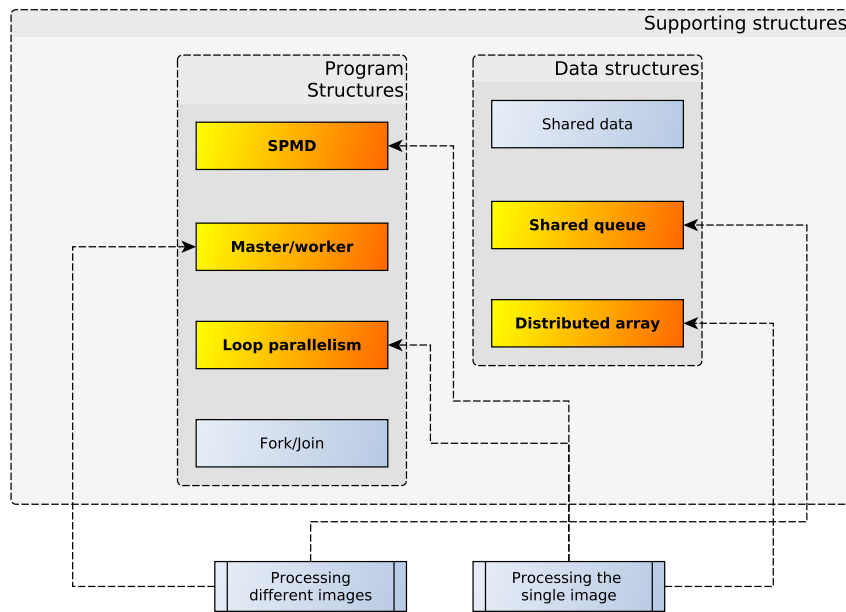 Supporting structures
Program
Structures
SPMD
Master/worker
Loop parallelism
Fork/Join
Data structures
Shared data
Shared queue
Distributed array
Processing
different images
Processing the
single image